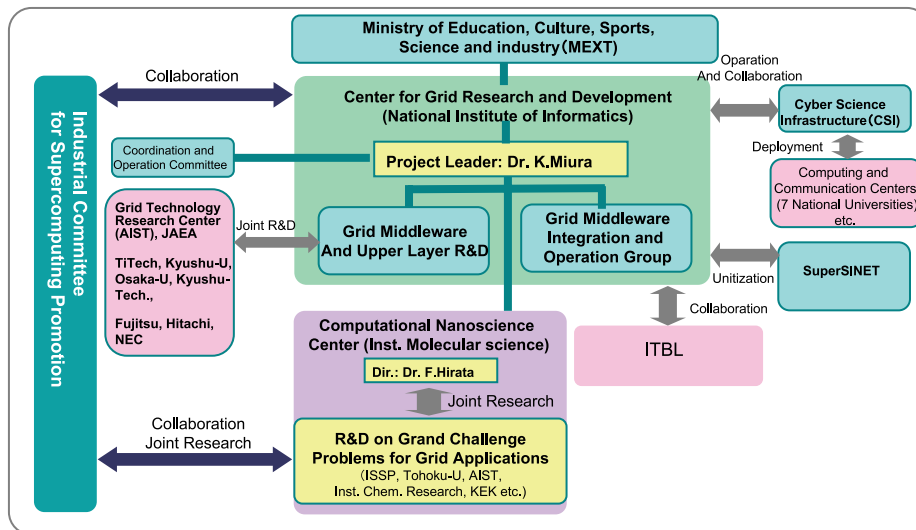 Ministry of Education, Culture, Sports,
Science and industry(MEXT)
Collaboration
Oparation
And Collaboration
Industrial Committee
for Supercomputing Promotion
Center for Grid Research and Development
(National Institute of Informatics)
Cyber Science
Infrastructure(CSI)
Coordination and
Operation Committee
Project Leader: Dr. K.Miura
Deployment
Computing and
Communication Centers
(7 National Universities)
etc.
Grid Technology
Research Center
(AIST), JAEA
TiTech, Kyushu-U,
Osaka-U, Kyushu-
Tech.,
Fujitsu, Hitachi,
NEC
Joint R&D
Grid Middleware
And Upper Layer R&D
Grid Middleware
Integration and
Operation Group
SuperSINET
Unitization
Collaboration
ITBL
Computational Nanoscience
Center (Inst. Molecular science)
Dir.: Dr. F.Hirata
Joint Research
Collaboration
Joint Research
R&D on Grand Challenge
Problems for Grid Applications
(ISSP, Tohoku-U, AIST,
Inst. Chem. Research, KEK etc.)